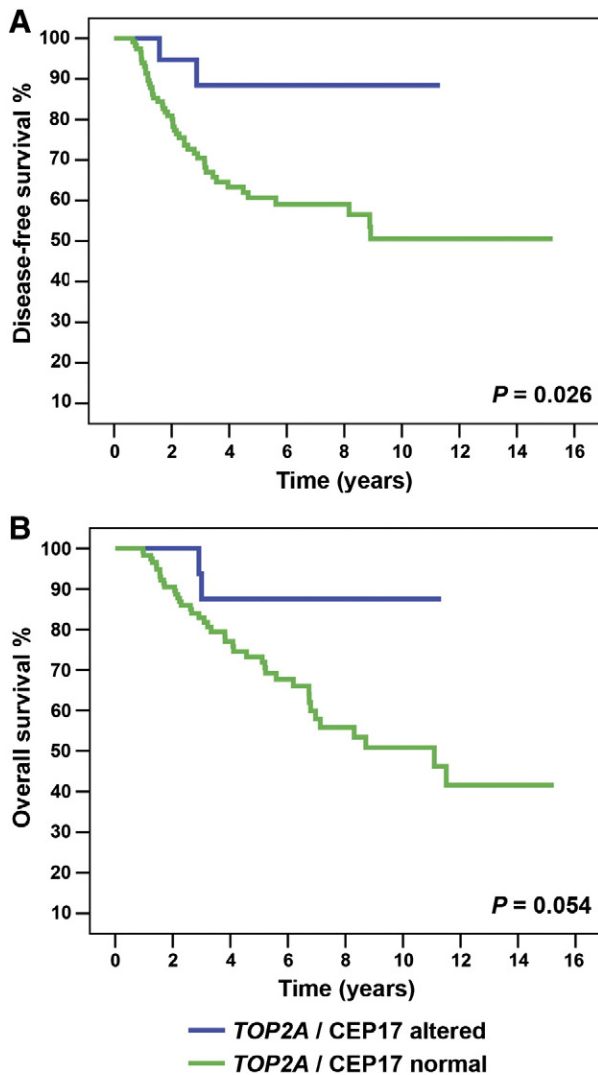 A
Disease-free survival %
100
90
80
70
60
50
40
30
20
10
P = 0.026
0 2 4 6 8 10 12 14 16
Time (years)
B
Overall survival %
100
90
80
70
60
50
40
30
20
10
P = 0.054
0 2 4 6 8 10 12 14 16
Time (years)
TOP2A / CEP17 altered
TOP2A / CEP17 normal